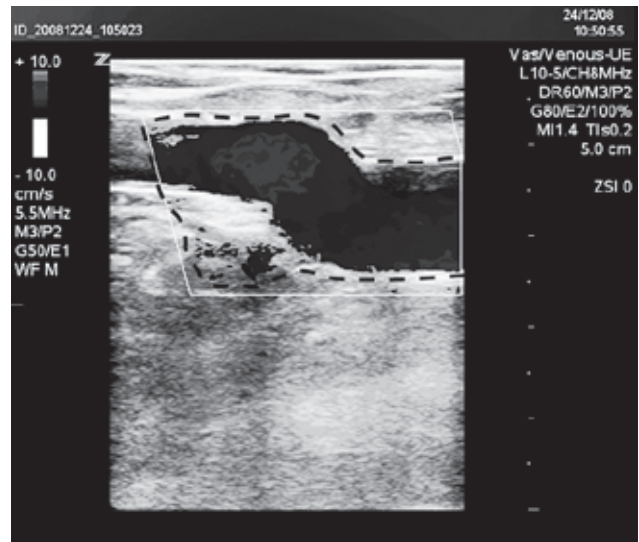 24/12/08
ID_20081224_105023
10:50:55
+ 10.0
Z
- 10.0
cm/s
5.5MHz
M3/P2
G50/E1
WF M
Vas/Venous-UE
L10-5/CH8MHz
DR60/M3/P2
G80/E2/100%
MI1.4 TIs0.2
5.0 cm
ZSI 0